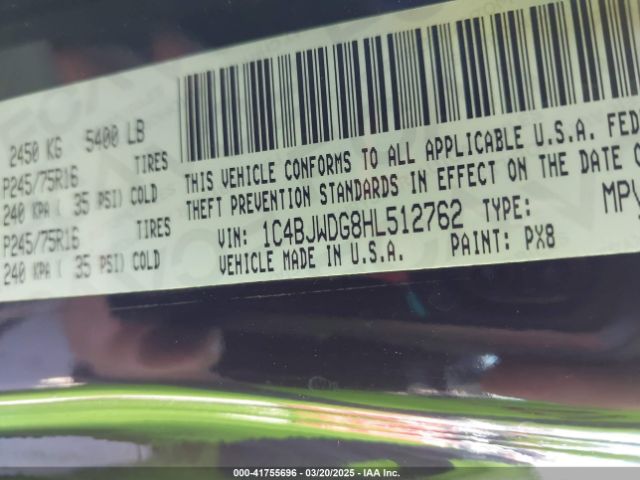 2450 KG 5400 LB
P245/75R16 TIRES
240 KPA ( 35 PSI) COLD
P245/75R16 TIRES
240 KPA ( 35 PSI) COLD
THIS VEHICLE CONFORMS TO ALL APPLICABLE U.S.A. FED
THEFT PREVENTION STANDARDS IN EFFECT ON THE DATE O
VIN: 1C4BJWDG8HL512762 TYPE: MPV
VEHICLE MADE IN U.S.A. PAINT: PX8
000-41755696 | 03/20/2025 | IAA Inc.